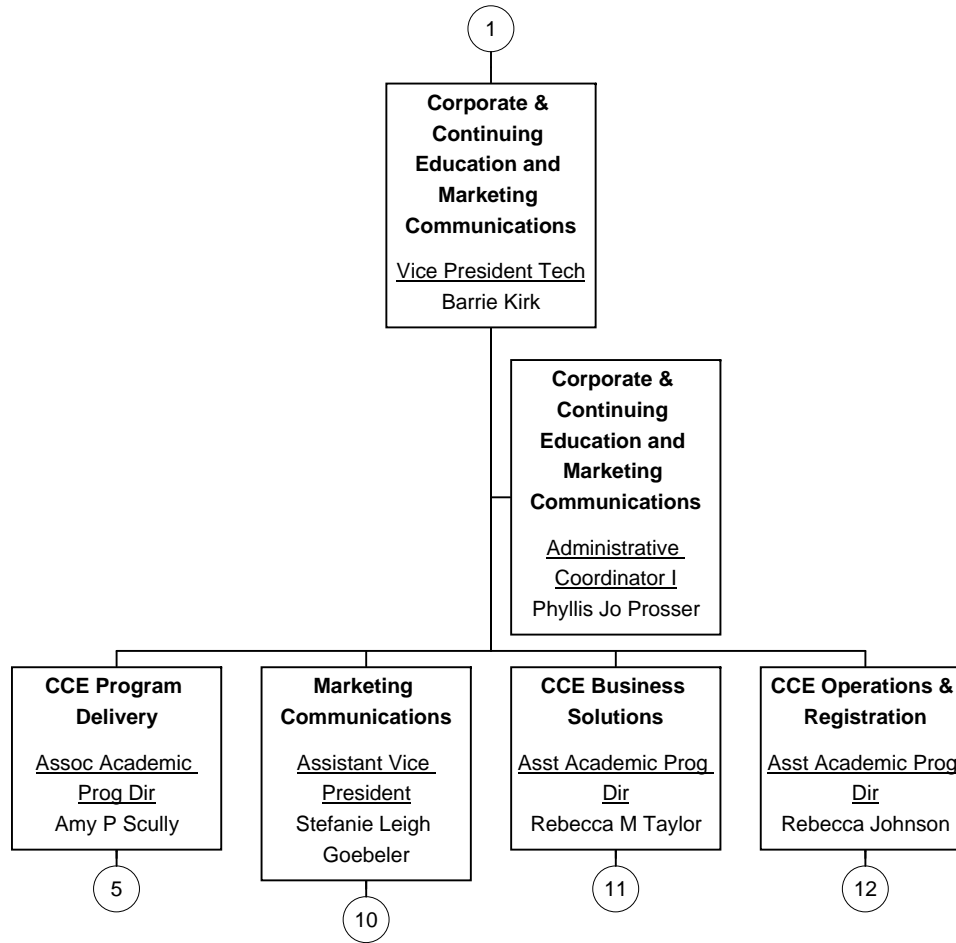 1
Corporate &
Continuing
Education and
Marketing
Communications
Vice President Tech
Barrie Kirk
Corporate &
Continuing
Education and
Marketing
Communications
Administrative
Coordinator I
Phyllis Jo Prosser
CCE Program
Delivery
Assoc Academic
Prog Dir
Amy P Scully
5
Marketing
Communications
Assistant Vice
President
Stefanie Leigh
Goebeler
10
CCE Business
Solutions
Asst Academic Prog
Dir
Rebecca M Taylor
11
CCE Operations &
Registration
Asst Academic Prog
Dir
Rebecca Johnson
12